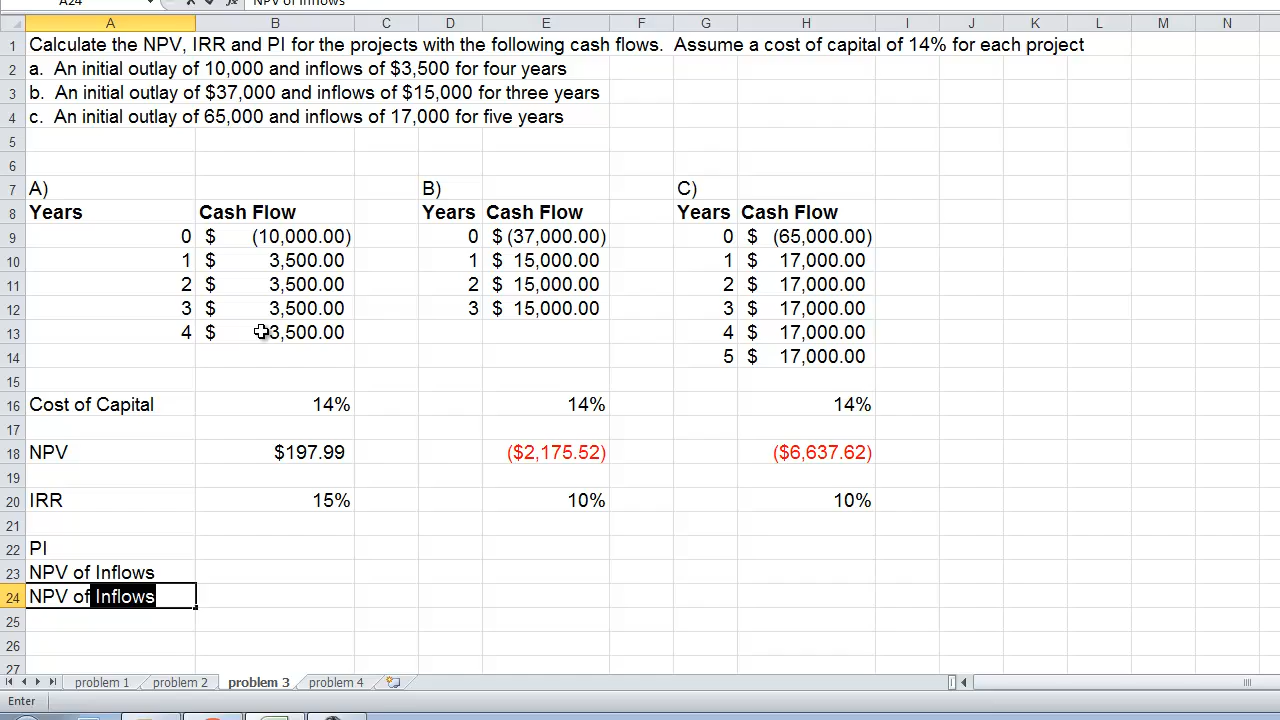 A24 NPV of Inflows
A B C D E F G H I J K L M N
1 Calculate the NPV, IRR and PI for the projects with the following cash flows.  Assume a cost of capital of 14% for each project
2 a.  An initial outlay of 10,000 and inflows of $3,500 for four years
3 b.  An initial outlay of $37,000 and inflows of $15,000 for three years
4 c.  An initial outlay of 65,000 and inflows of 17,000 for five years
5
6
7 A) B) C)
8 Years Cash Flow Years Cash Flow Years Cash Flow
9 0 $ (10,000.00) 0 $ (37,000.00) 0 $ (65,000.00)
10 1 $ 3,500.00 1 $ 15,000.00 1 $ 17,000.00
11 2 $ 3,500.00 2 $ 15,000.00 2 $ 17,000.00
12 3 $ 3,500.00 3 $ 15,000.00 3 $ 17,000.00
13 4 $ 3,500.00 4 $ 17,000.00
14 5 $ 17,000.00
15
16 Cost of Capital 14% 14% 14%
17
18 NPV $197.99 ($2,175.52) ($6,637.62)
19
20 IRR 15% 10% 10%
21
22 PI
23 NPV of Inflows
24 NPV of Inflows
25
26
27
problem 1 problem 2 problem 3 problem 4
Enter